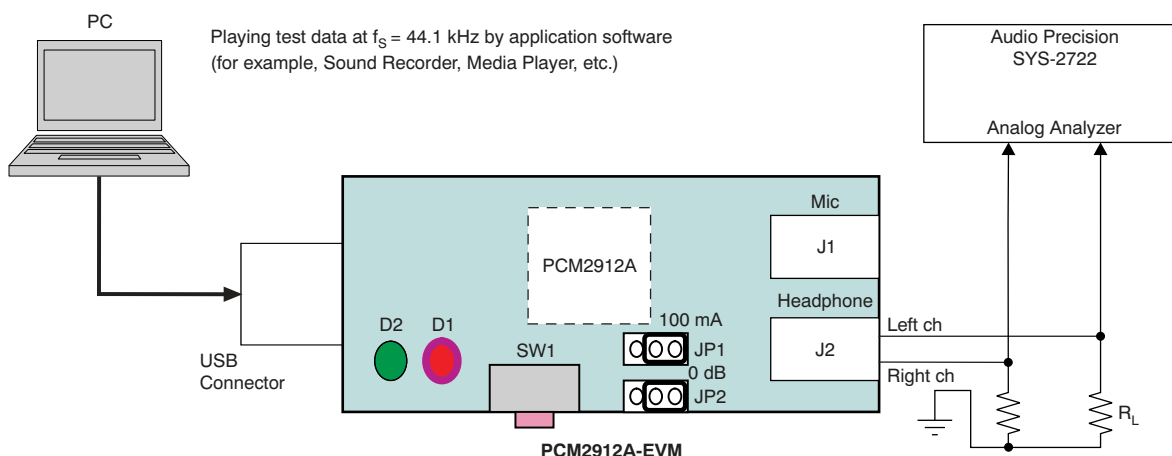 PC
Playing test data at fS = 44.1 kHz by application software
(for example, Sound Recorder, Media Player, etc.)
Audio Precision
SYS-2722
Analog Analyzer
Mic
J1
PCM2912A
Headphone
J2
100 mA
JP1
0 dB
JP2
D2
D1
SW1
Left ch
Right ch
USB
Connector
RL
PCM2912A-EVM